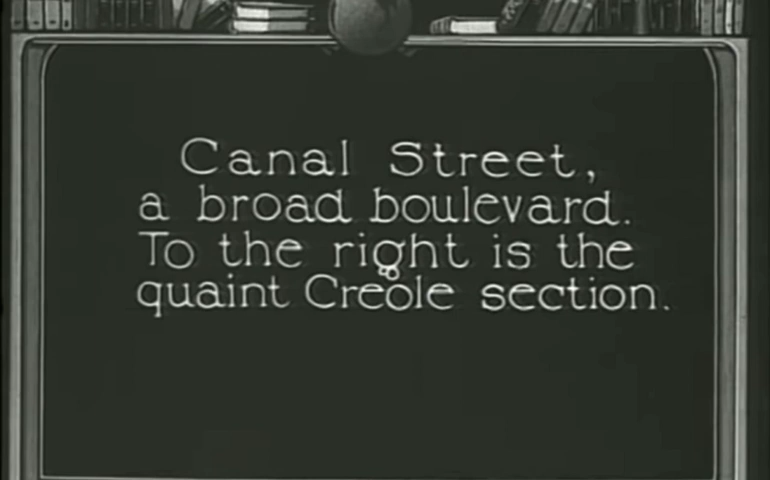 Canal Street,
a broad boulevard.
To the right is the
quaint Creole section.